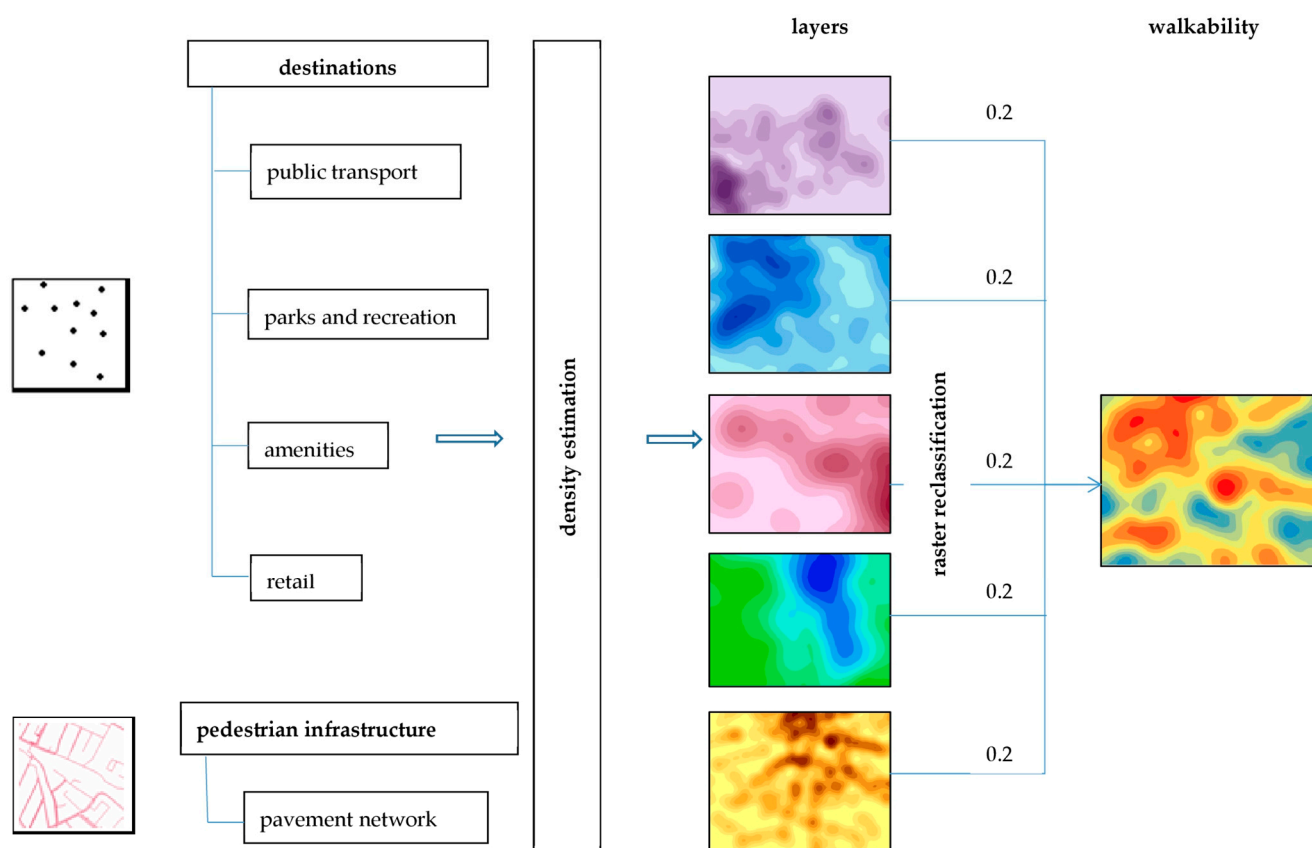 layers
walkability
destinations
public transport
parks and recreation
amenities
retail
pedestrian infrastructure
pavement network
density estimation
0.2
0.2
0.2
0.2
0.2
raster reclassification